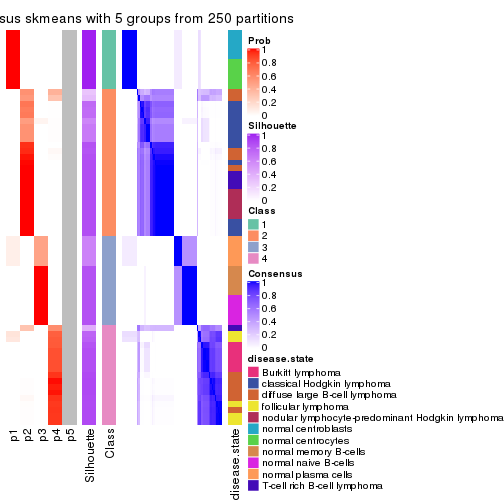 sus skmeans with 5 groups from 250 partitions
Prob
1
0.8
0.6
0.4
0.2
0
Silhouette
1
0.8
0.6
0.4
0.2
0
Class
1
2
3
4
Consensus
1
0.8
0.6
0.4
0.2
0
disease.state
Burkitt lymphoma
classical Hodgkin lymphoma
diffuse large B-cell lymphoma
follicular lymphoma
nodular lymphocyte-predominant Hodgkin lymphoma
normal centroblasts
normal centrocytes
normal memory B-cells
normal naive B-cells
normal plasma cells
T-cell rich B-cell lymphoma
p1
p2
p3
p4
p5
Silhouette
Class
disease.state